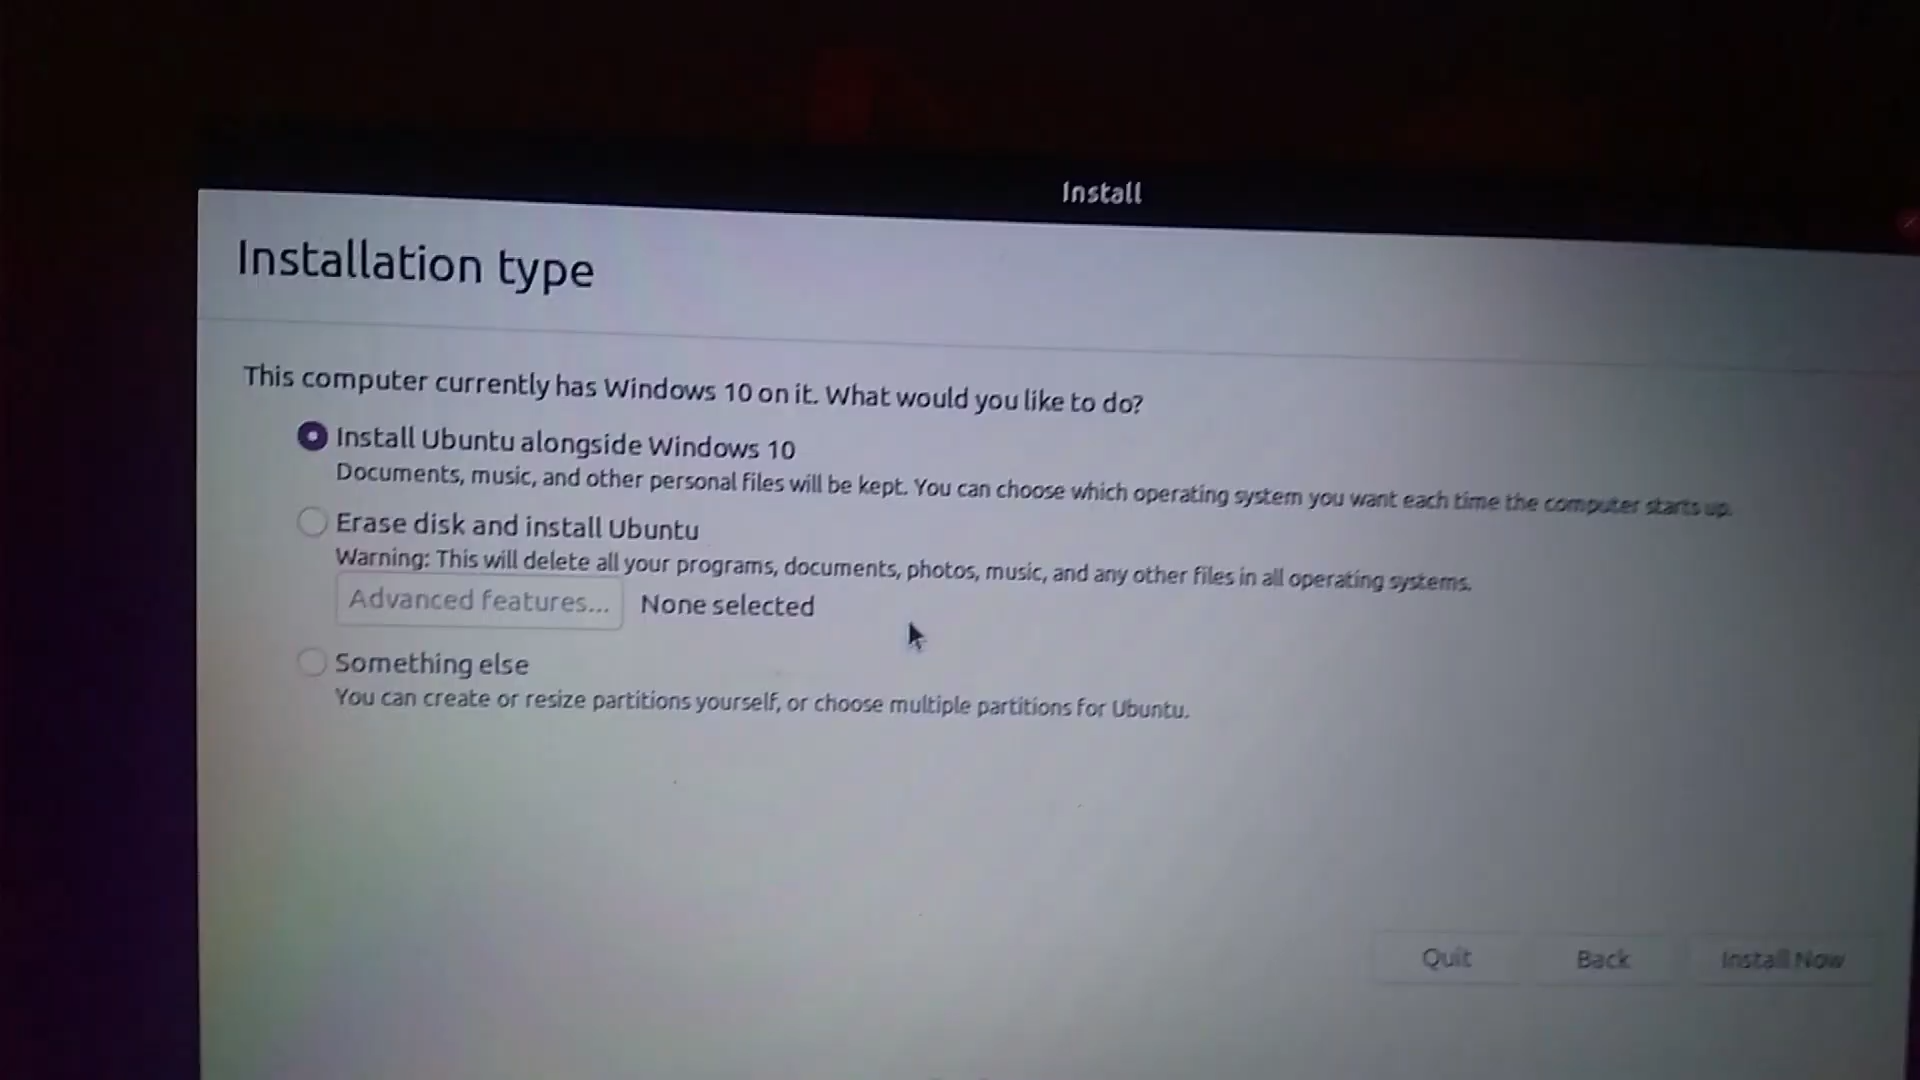 Install
Installation type
This computer currently has Windows 10 on it. What would you like to do?
Install Ubuntu alongside Windows 10
Documents, music, and other personal files will be kept. You can choose which operating system you want each time the computer starts up.
Erase disk and install Ubuntu
Warning: This will delete all your programs, documents, photos, music, and any other files in all operating systems.
Advanced features... None selected
Something else
You can create or resize partitions yourself, or choose multiple partitions for Ubuntu.
Quit Back Install Now